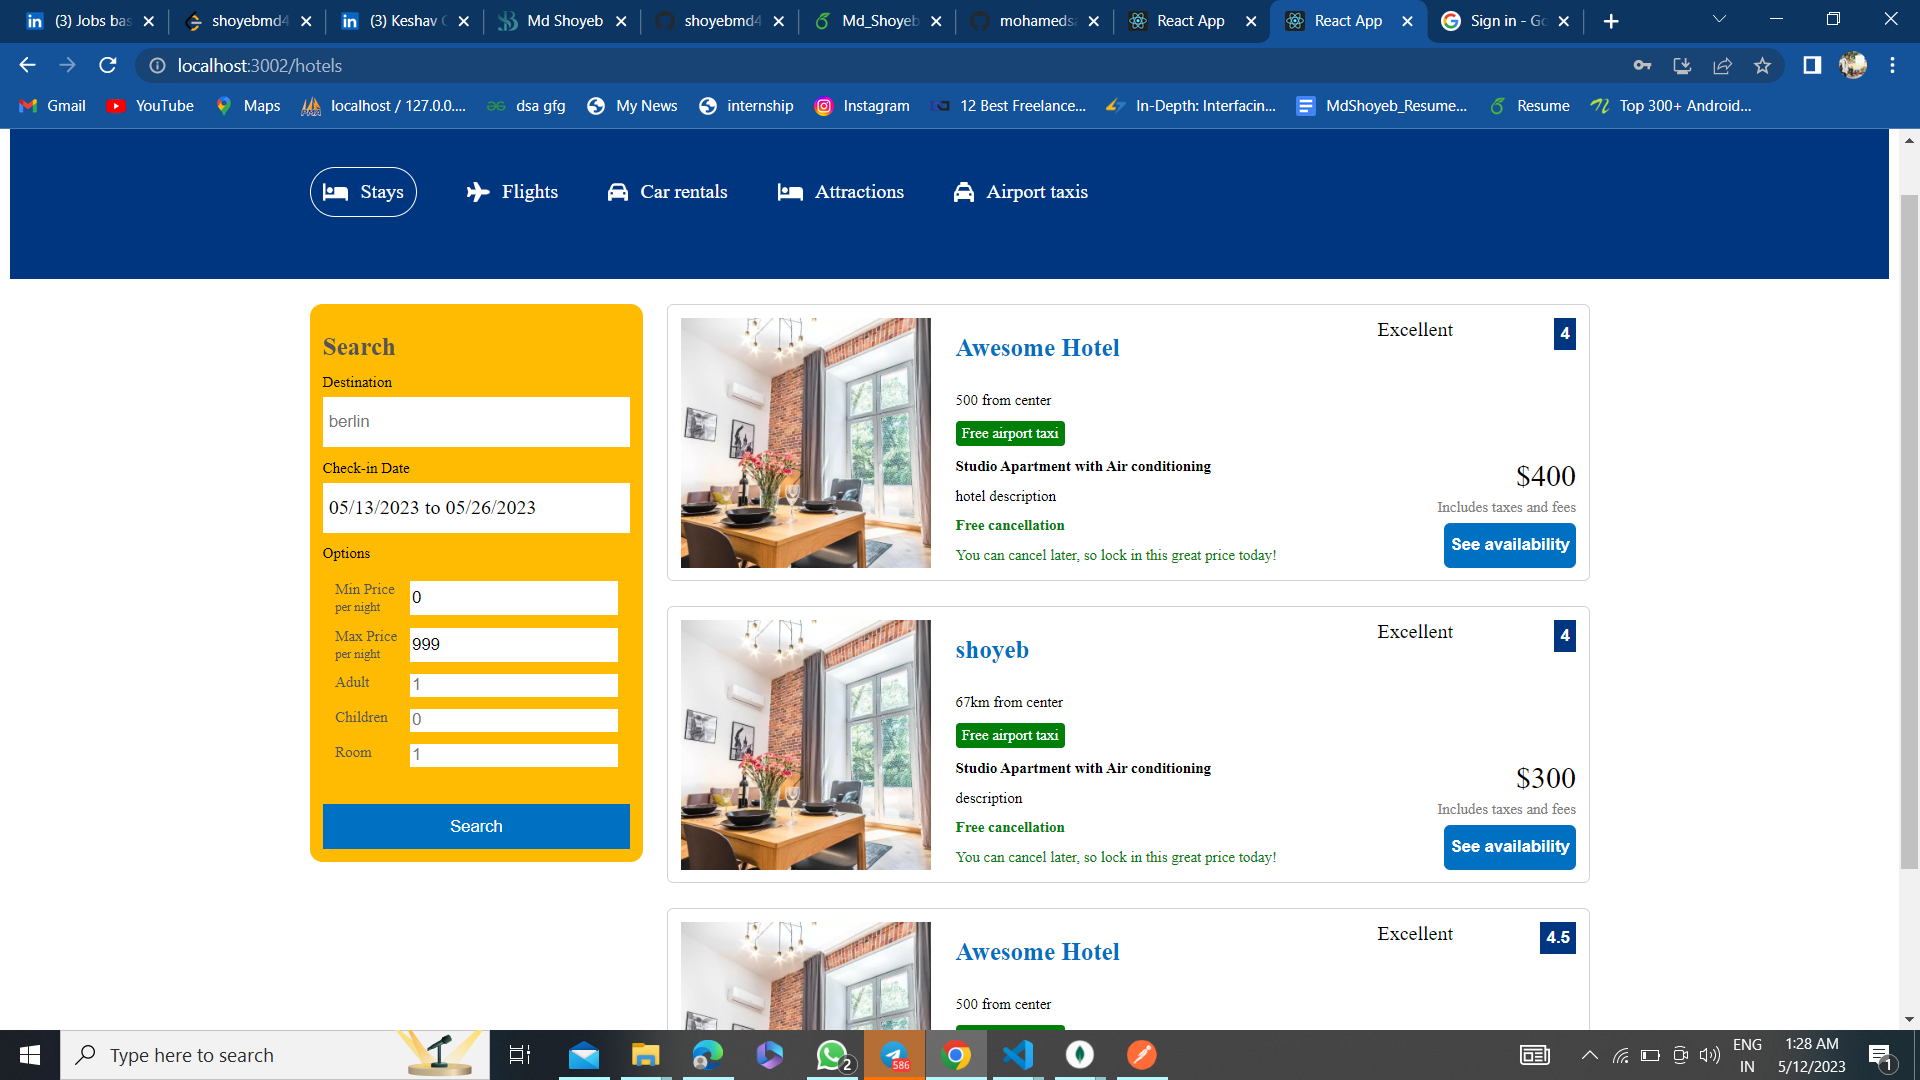 (3) Jobs bas
shoyebmd4
(3) Keshav G
Md Shoyeb
shoyebmd4
Md_Shoyeb
mohamedsa
React App
React App
Sign in - Go
localhost:3002/hotels
Gmail
YouTube
Maps
localhost / 127.0.0....
dsa gfg
My News
internship
Instagram
12 Best Freelance...
In-Depth: Interfacin...
MdShoyeb_Resume...
Resume
Top 300+ Android...
Stays
Flights
Car rentals
Attractions
Airport taxis
Search
Destination
berlin
Check-in Date
05/13/2023 to 05/26/2023
Options
Min Price
per night
0
Max Price
per night
999
Adult
1
Children
0
Room
1
Search
Awesome Hotel
Excellent
4
500 from center
Free airport taxi
Studio Apartment with Air conditioning
hotel description
Free cancellation
You can cancel later, so lock in this great price today!
$400
Includes taxes and fees
See availability
shoyeb
Excellent
4
67km from center
Free airport taxi
Studio Apartment with Air conditioning
description
Free cancellation
You can cancel later, so lock in this great price today!
$300
Includes taxes and fees
See availability
Awesome Hotel
Excellent
4.5
500 from center
Type here to search
2
586
ENG
IN
1:28 AM
5/12/2023
1